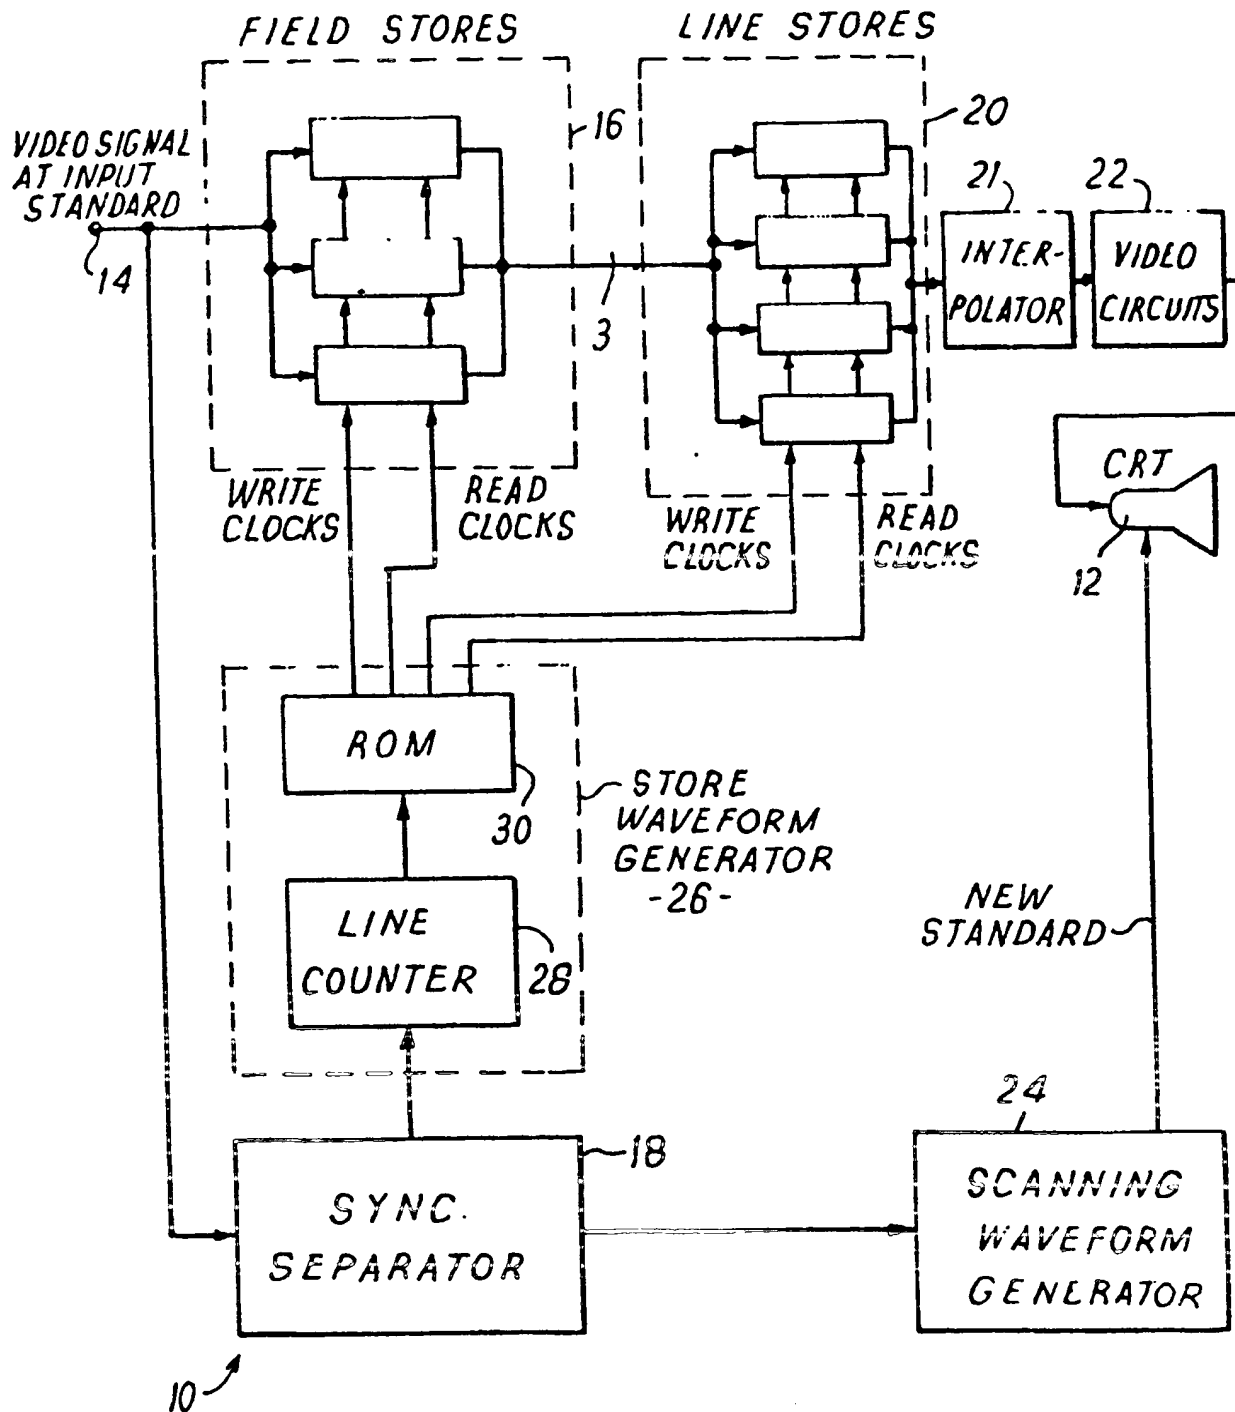 FIELD STORES
LINE STORES
VIDEO SIGNAL
AT INPUT
STANDARD
14
16
20
21
22
INTER-
POLATOR
VIDEO
CIRCUITS
3
WRITE
CLOCKS
READ
CLOCKS
WRITE
CLOCKS
READ
CLOCKS
CRT
12
ROM
30
STORE
WAVEFORM
GENERATOR
-26-
LINE
COUNTER
28
NEW
STANDARD
SYNC.
SEPARATOR
18
24
SCANNING
WAVEFORM
GENERATOR
10